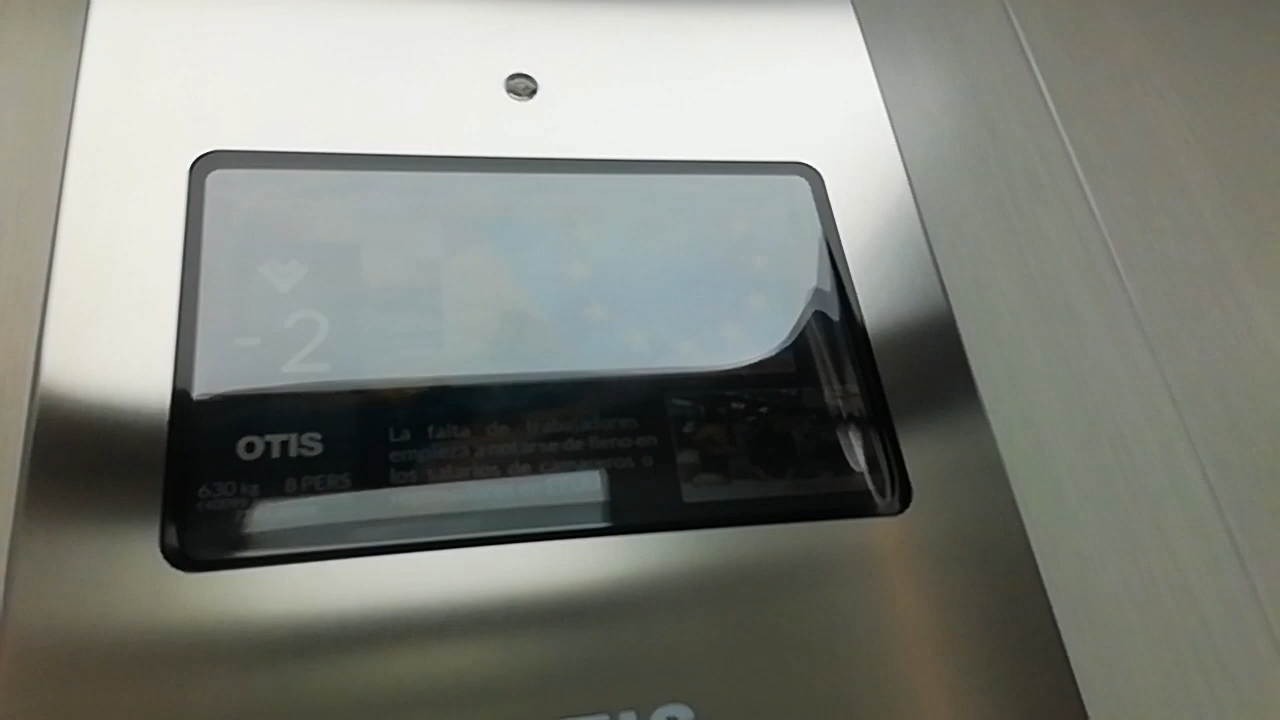 -2
OTIS
630 kg 8 PERS
La falta de trabajadores
empieza a notarse de lleno en
los salarios de camareros o